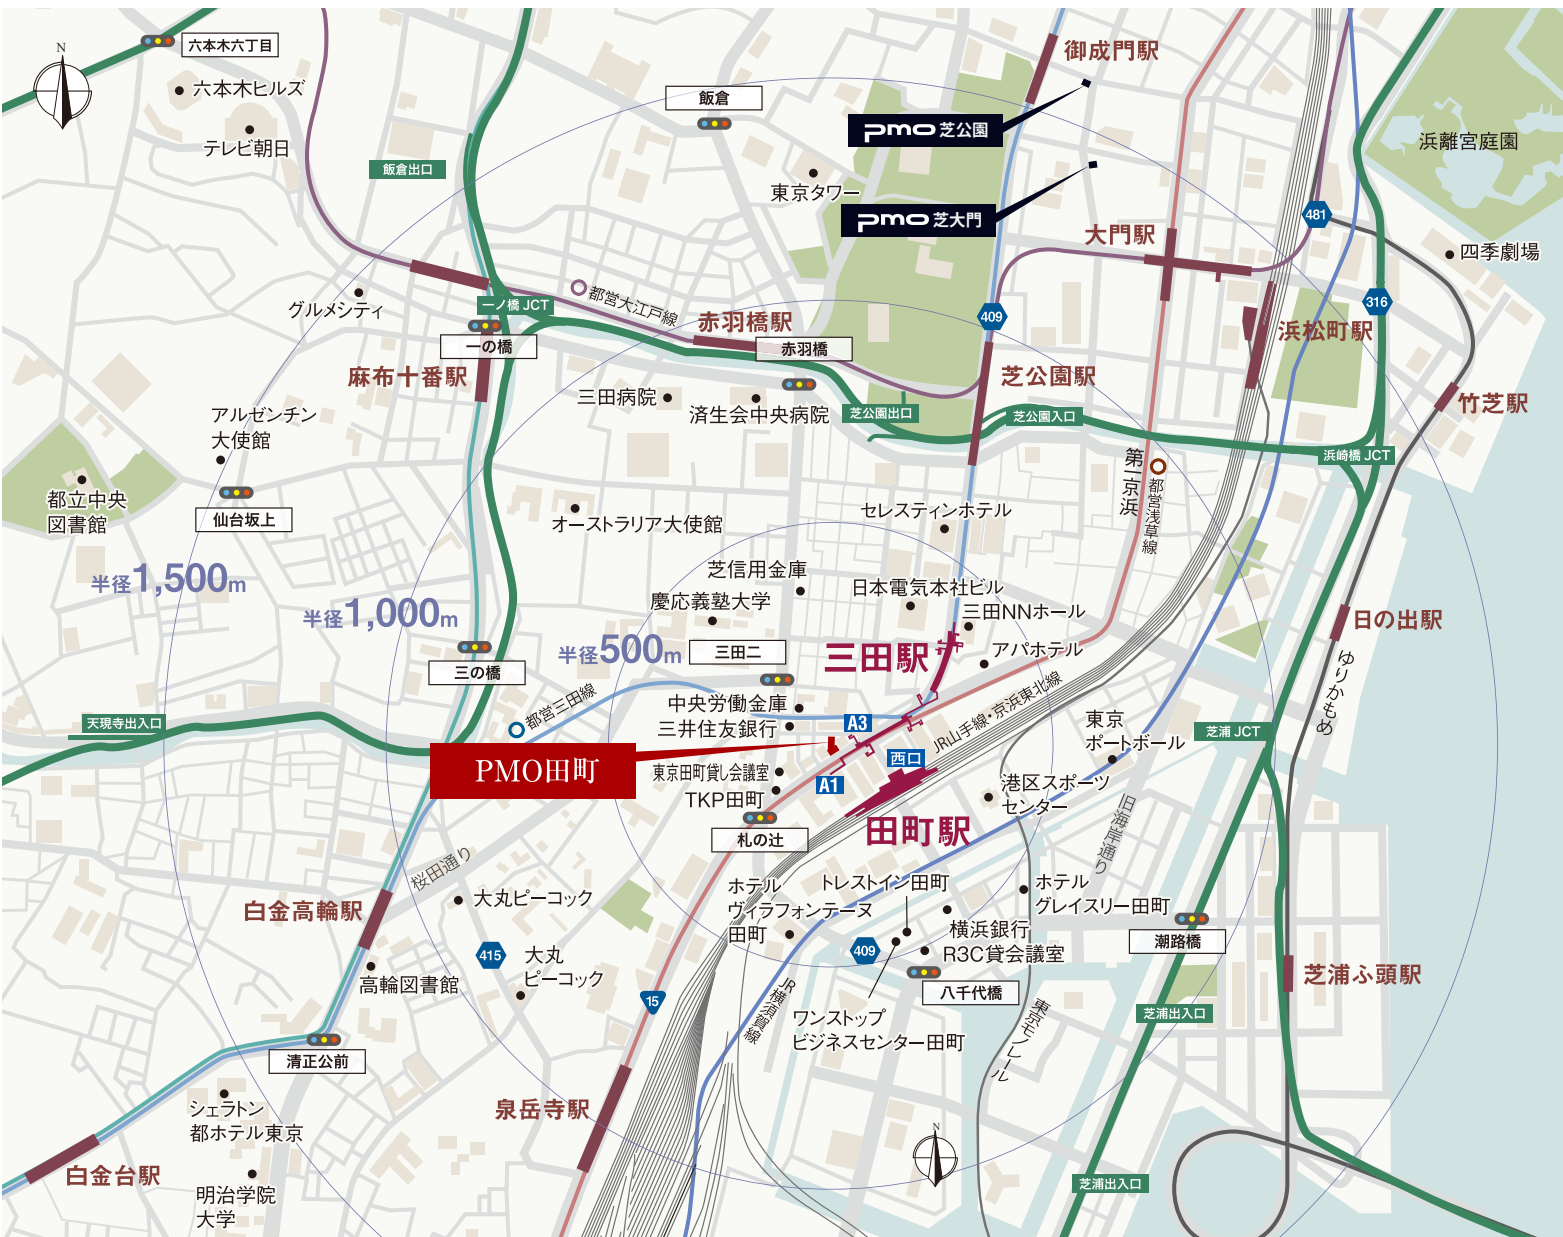 N
六本木六丁目
六本木ヒルズ
テレビ朝日
飯倉出口
飯倉
東京タワー
御成門駅
pmo 芝公園
pmo 芝大門
浜離宮庭園
481
四季劇場
大門駅
316
409
浜松町駅
グルメシティ
一ノ橋 JCT
都営大江戸線
赤羽橋駅
赤羽橋
一の橋
麻布十番駅
芝公園駅
三田病院
済生会中央病院
芝公園出口
芝公園入口
竹芝駅
浜崎橋 JCT
アルゼンチン
大使館
都立中央
図書館
仙台坂上
オーストラリア大使館
セレスティンホテル
第一京浜
都営浅草線
半径1,500m
半径1,000m
半径500m
芝信用金庫
慶応義塾大学
日本電気本社ビル
三田NNホール
三田二
三田駅
アパホテル
日の出駅
ゆりかもめ
三の橋
都営三田線
中央労働金庫
三井住友銀行
A3
JR山手線・京浜東北線
東京
ポートボール
芝浦 JCT
天現寺出入口
PMO田町
東京田町貸し会議室
TKP田町
A1
西口
札の辻
田町駅
港区スポーツ
センター
旧海岸通り
桜田通り
大丸ピーコック
白金高輪駅
415
大丸
ピーコック
高輪図書館
ホテル
ヴィラフォンテーヌ
田町
トレストイン田町
ホテル
グレイスリー田町
横浜銀行
R3C貸会議室
409
八千代橋
潮路橋
芝浦ふ頭駅
15
JR横須賀線
ワンストップ
ビジネスセンター田町
東京モノレール
芝浦出入口
清正公前
シェラトン
都ホテル東京
泉岳寺駅
白金台駅
明治学院
大学
N
芝浦出入口